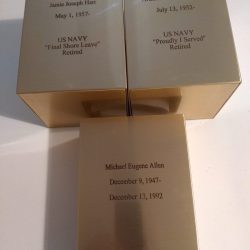 Jamie Joseph Hart
May 1, 1957-
US NAVY
"Final Shore Leave"
Retired
July 13, 1952-
US NAVY
"Proudly I Served"
Retired
Michael Eugene Allen
December 9, 1947-
December 13, 1992